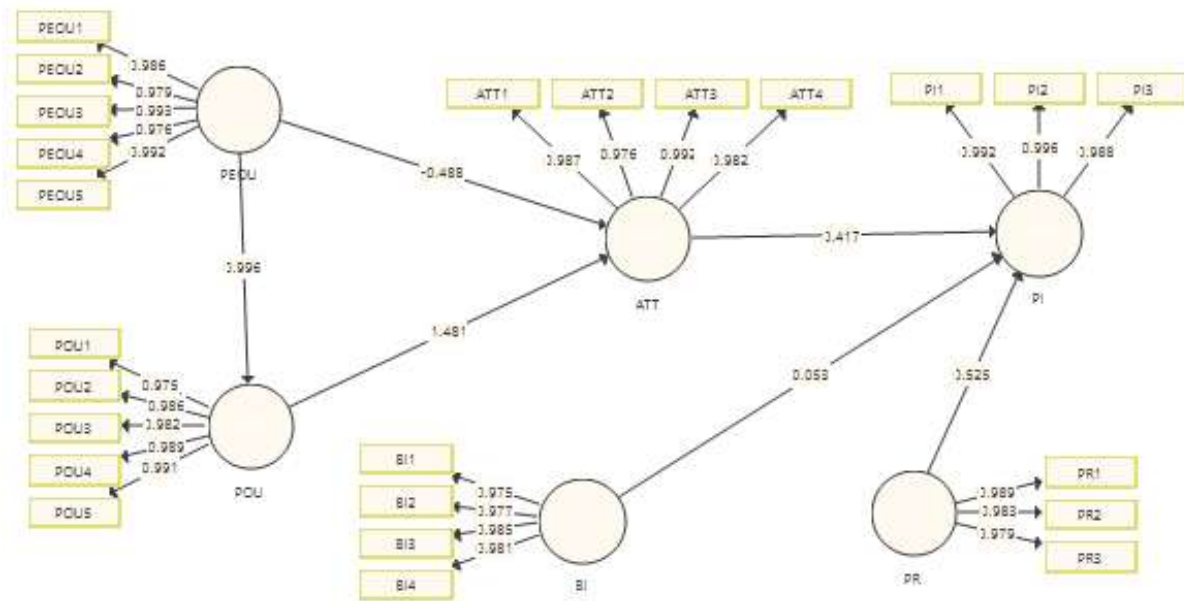 PEOU1
PEOU2
PEOU3
PEOU4
PEOU5
0.986
0.979
0.993
0.976
0.992
PEOU
ATT1
ATT2
ATT3
ATT4
0.987
0.976
0.992
0.982
ATT
PI1
PI2
PI3
0.992
0.996
0.988
PI
-0.488
0.996
1.481
0.417
0.053
0.525
POU1
POU2
POU3
POU4
POU5
0.975
0.986
0.982
0.989
0.991
POU
BI1
BI2
BI3
BI4
0.975
0.977
0.985
0.981
BI
PR1
PR2
PR3
0.989
0.983
0.979
PR